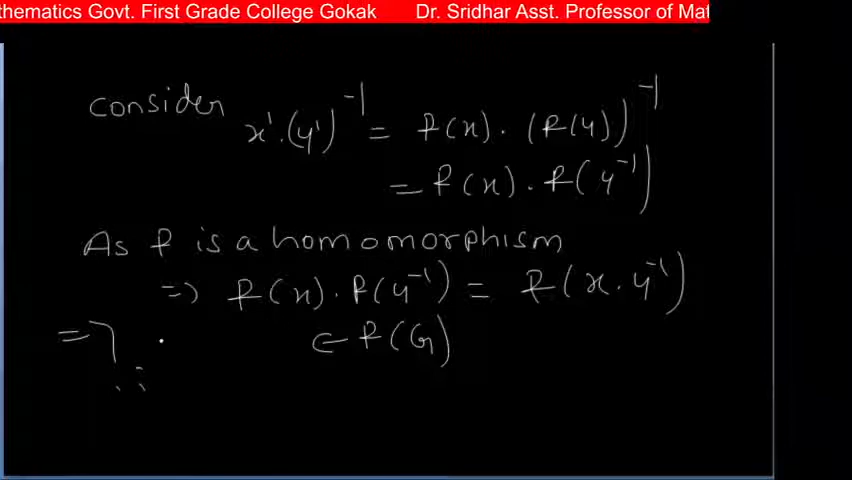 thematics Govt. First Grade College Gokak Dr. Sridhar Asst. Professor of Mat
consider x'.(y')^-1 = f(x).(f(y))^-1
= f(x).f(y^-1)
As f is a homomorphism
=> f(x).f(y^-1) = f(x.y^-1)
=> ∈ f(G)
∴